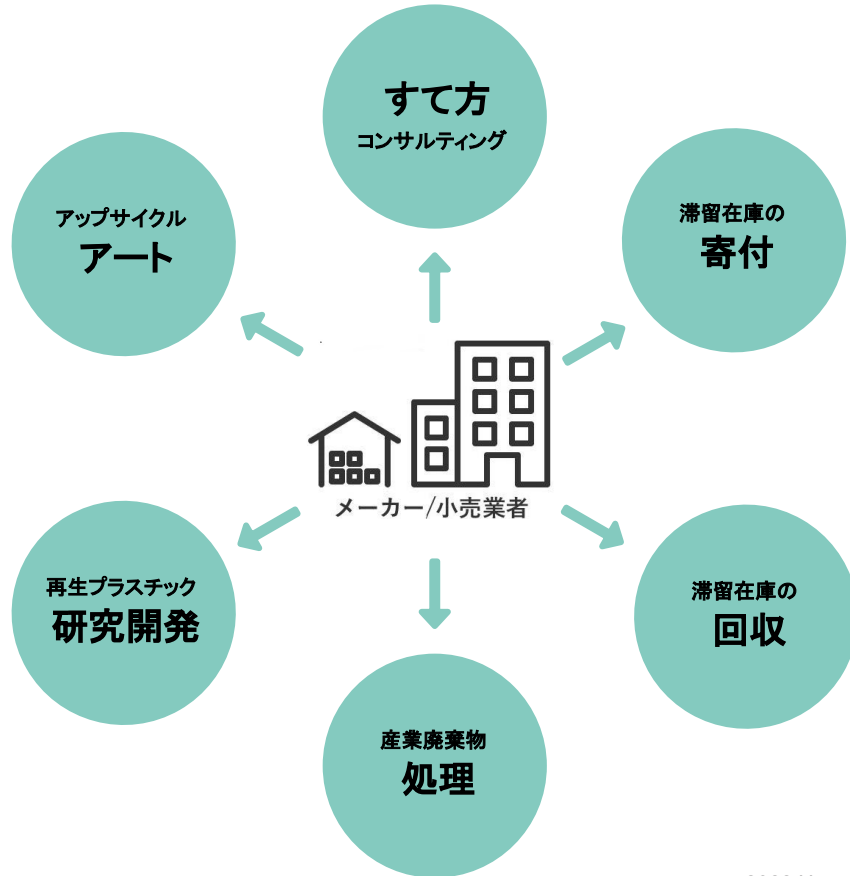 すて方
コンサルティング
アップサイクル
アート
滞留在庫の
寄付
メーカー/小売業者
再生プラスチック
研究開発
滞留在庫の
回収
産業廃棄物
処理